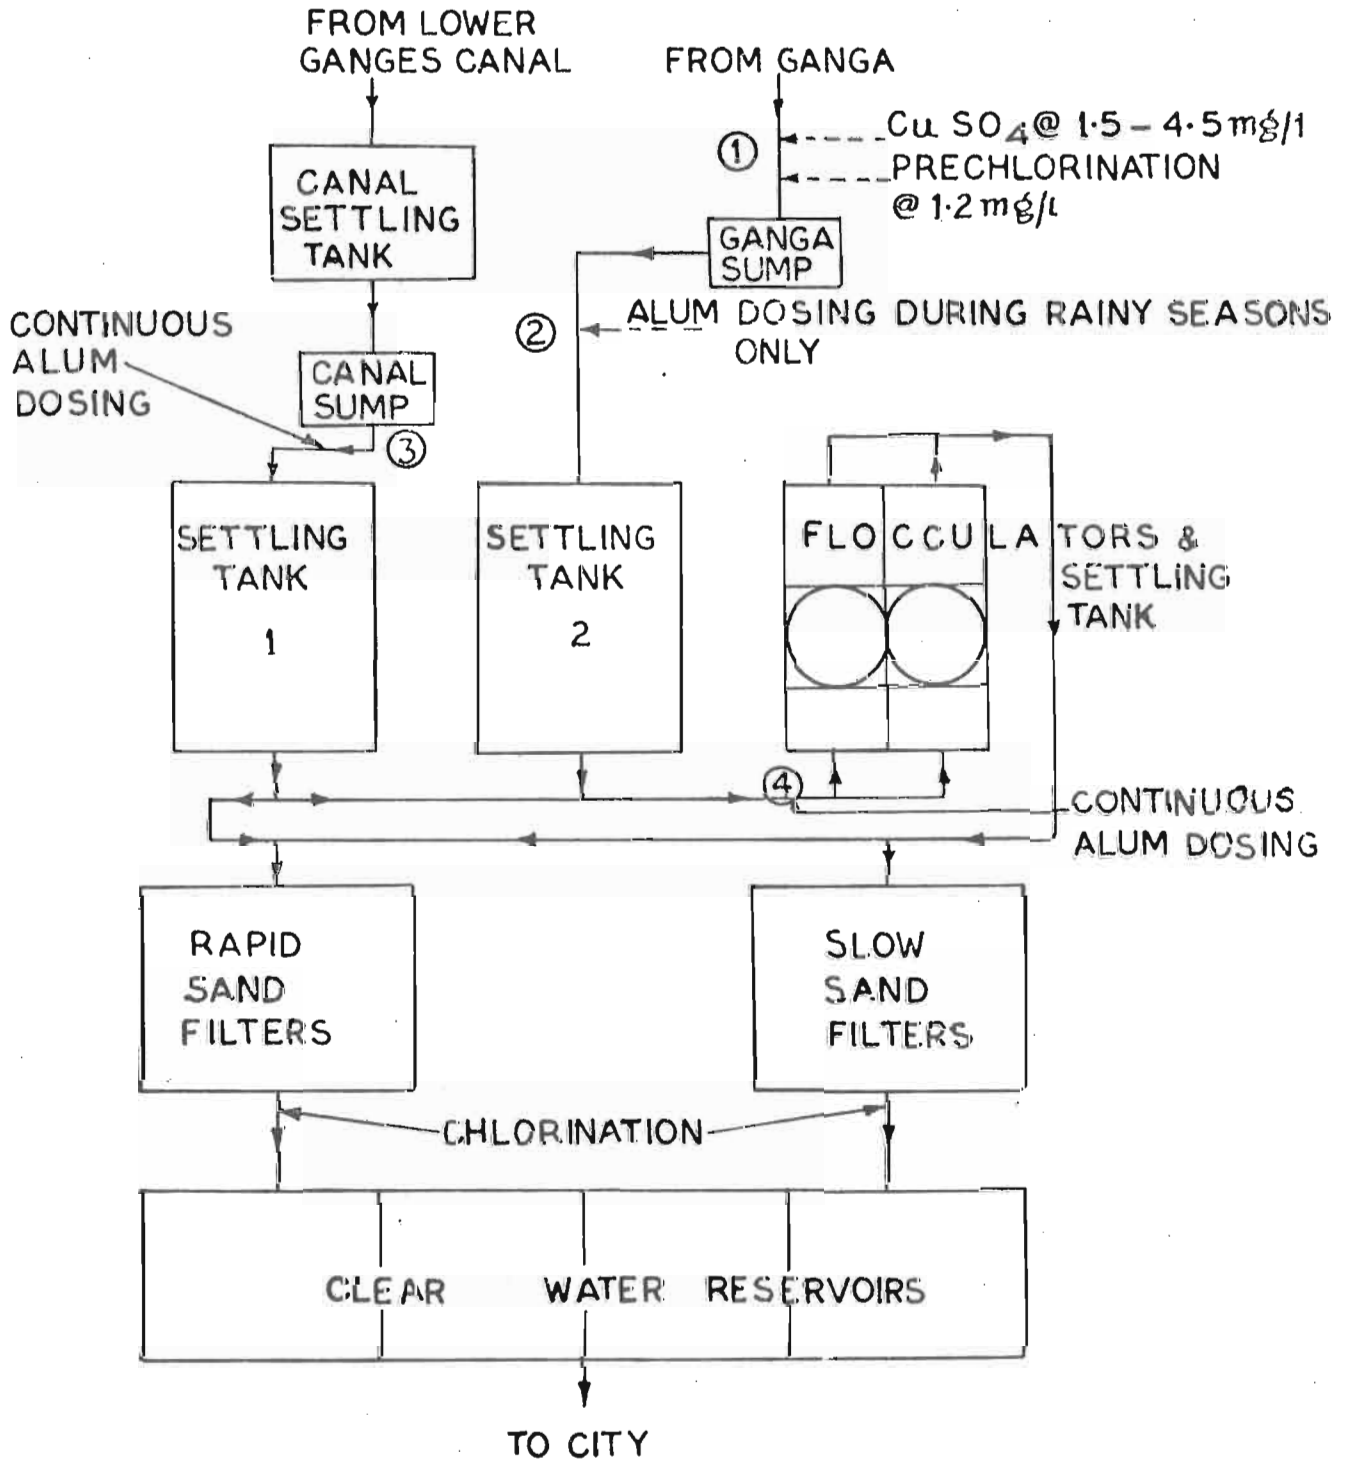 FROM LOWER
GANGES CANAL
FROM GANGA
Cu SO4 @ 1.5 – 4.5 mg/l
PRECHLORINATION
@ 1.2 mg/l
1
CANAL
SETTLING
TANK
GANGA
SUMP
ALUM DOSING DURING RAINY SEASONS
ONLY
2
CONTINUOUS
ALUM
DOSING
CANAL
SUMP
3
SETTLING
TANK
1
SETTLING
TANK
2
FLOCCULATORS &
SETTLING
TANK
4
CONTINUOUS
ALUM DOSING
RAPID
SAND
FILTERS
SLOW
SAND
FILTERS
CHLORINATION
CLEAR WATER RESERVOIRS
TO CITY